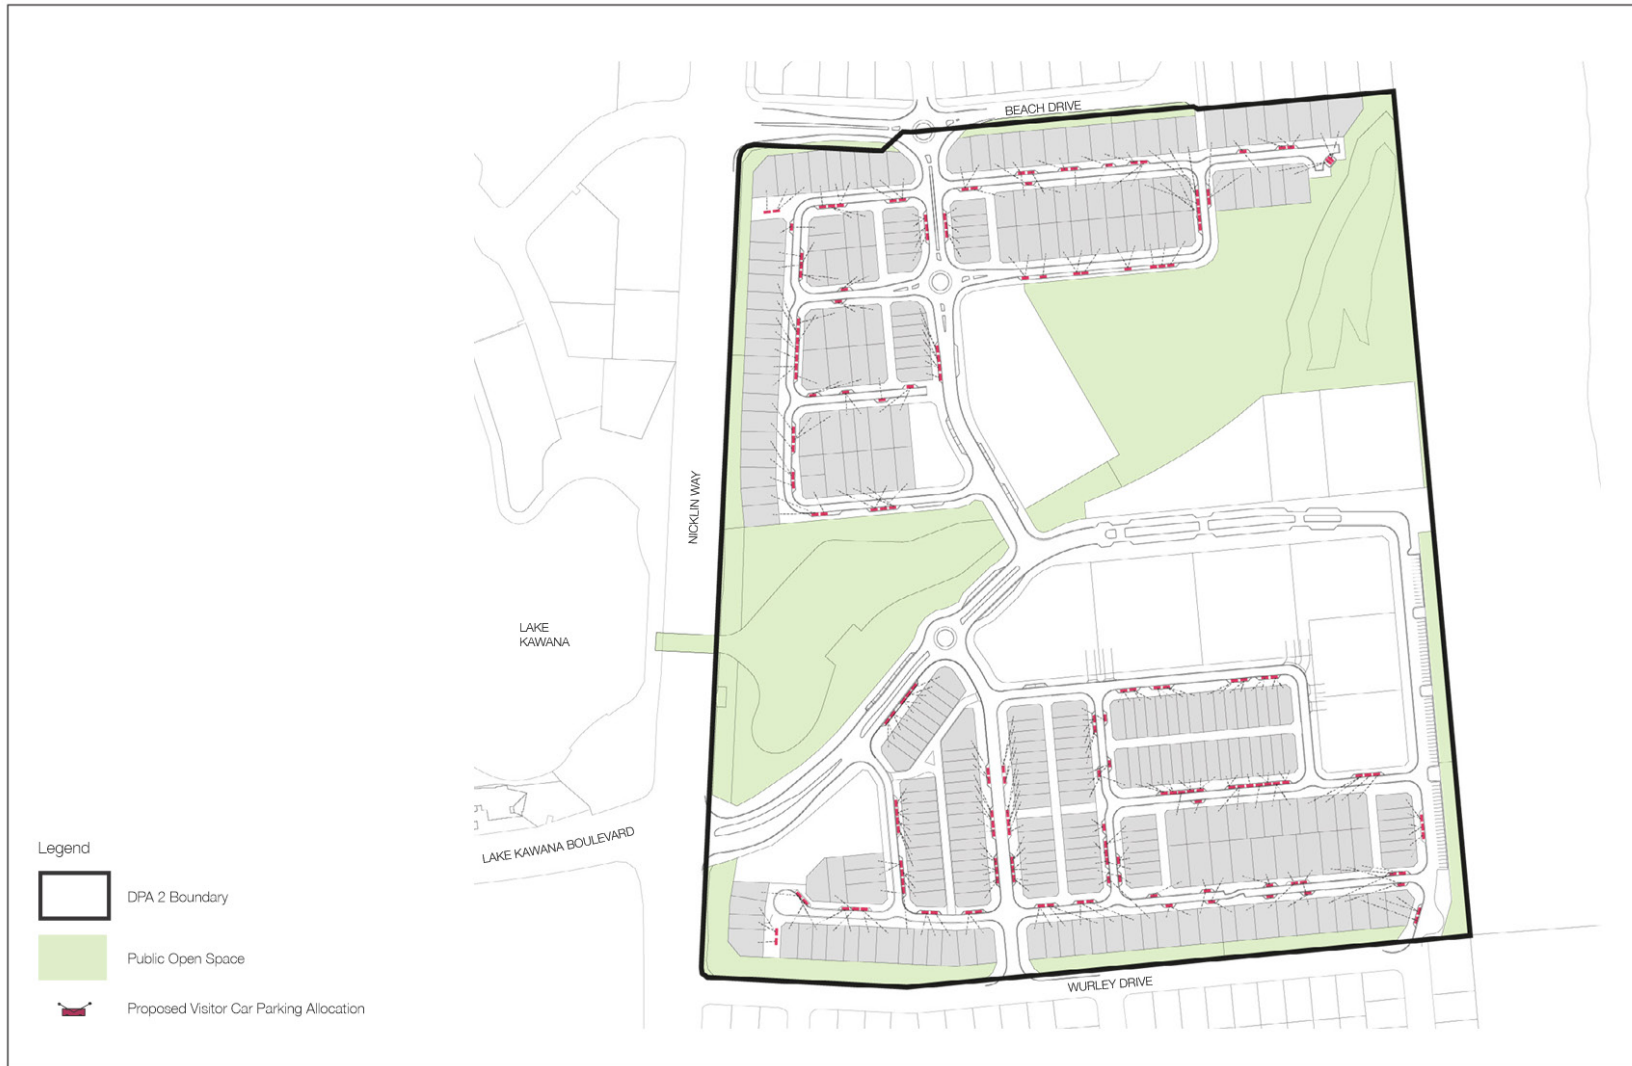 BEACH DRIVE
NICKLIN WAY
LAKE
KAWANA
LAKE KAWANA BOULEVARD
WURLEY DRIVE
Legend
DPA 2 Boundary
Public Open Space
Proposed Visitor Car Parking Allocation